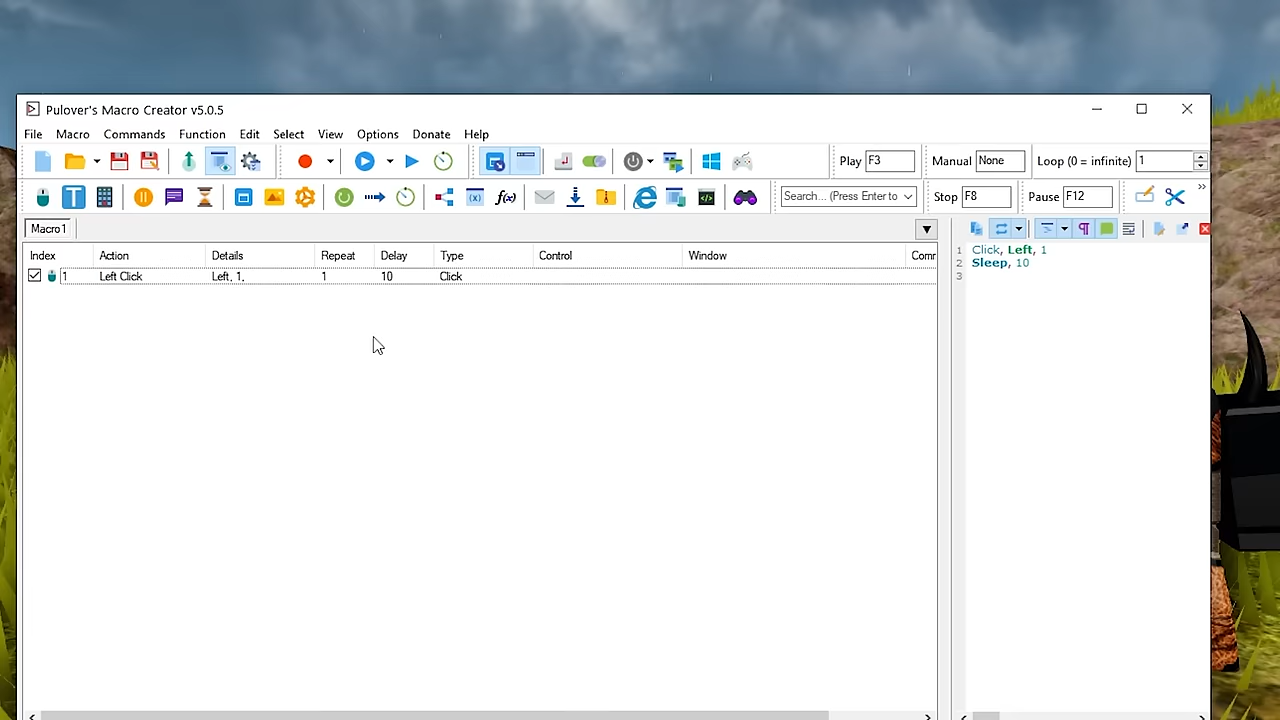 Pulover's Macro Creator v5.0.5
File Macro Commands Function Edit Select View Options Donate Help
Play F3 Manual None Loop (0 = infinite) 1
T (x) f(x) Search... (Press Enter to Stop F8 Pause F12 »
Macro1
Index Action Details Repeat Delay Type Control Window Comr
1 Left Click Left, 1, 1 10 Click
1 Click, Left, 1
2 Sleep, 10
3